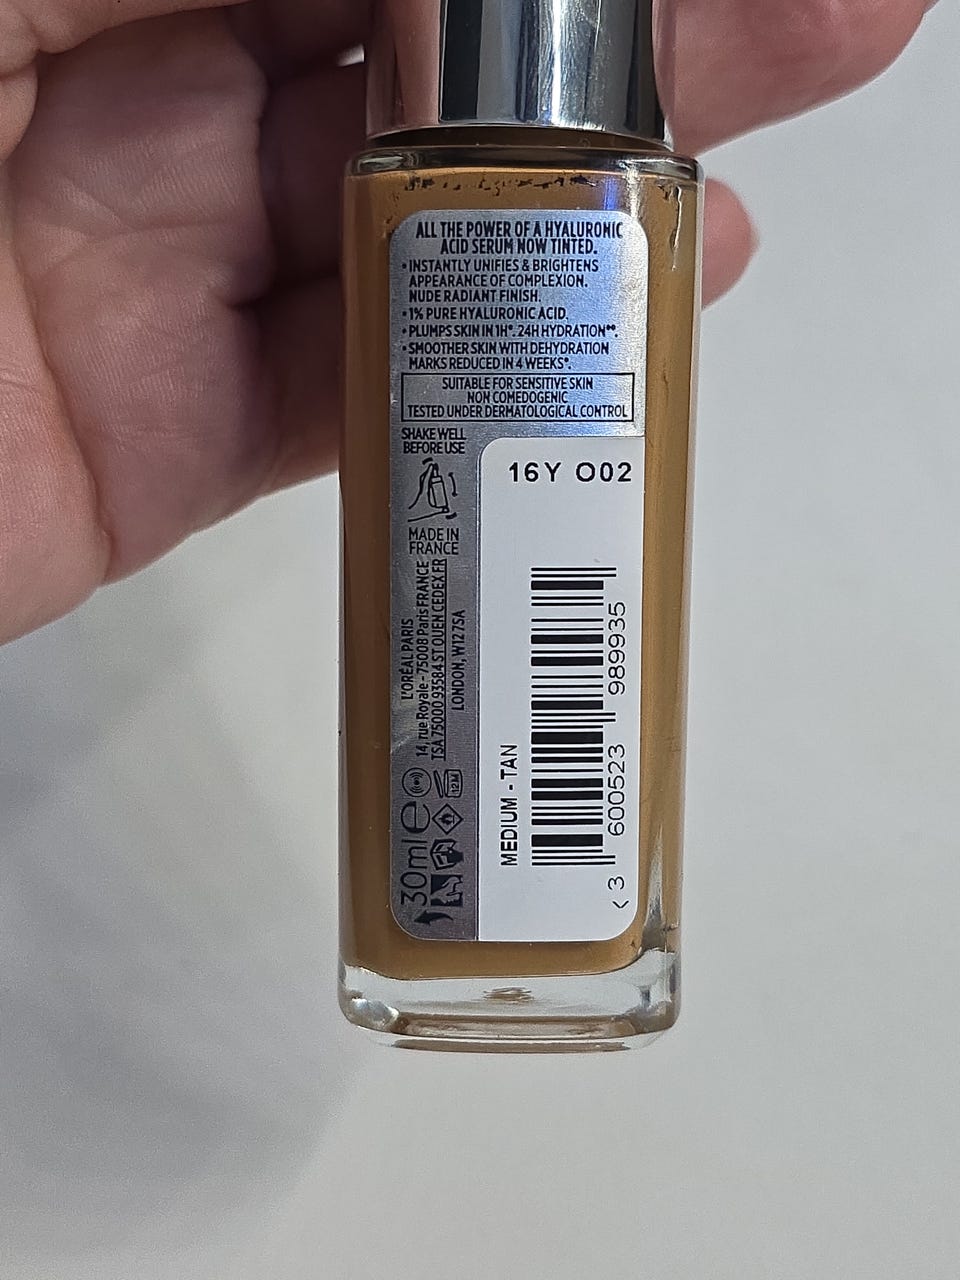 ALL THE POWER OF A HYALURONIC
ACID SERUM NOW TINTED.
• INSTANTLY UNIFIES & BRIGHTENS
APPEARANCE OF COMPLEXION.
NUDE RADIANT FINISH.
• 1% PURE HYALURONIC ACID.
• PLUMPS SKIN IN 1H*. 24H HYDRATION**.
• SMOOTHER SKIN WITH DEHYDRATION
MARKS REDUCED IN 4 WEEKS*.
SUITABLE FOR SENSITIVE SKIN
NON COMEDOGENIC
TESTED UNDER DERMATOLOGICAL CONTROL
SHAKE WELL
BEFORE USE
MADE IN
FRANCE
L'ORÉAL PARIS
14, rue Royale - 75008 Paris FRANCE
TSA 75000 93584 ST OUEN CEDEX FR
LONDON, W12 7SA
30ml e
12M
16Y O02
MEDIUM - TAN
< 3 600523 989935